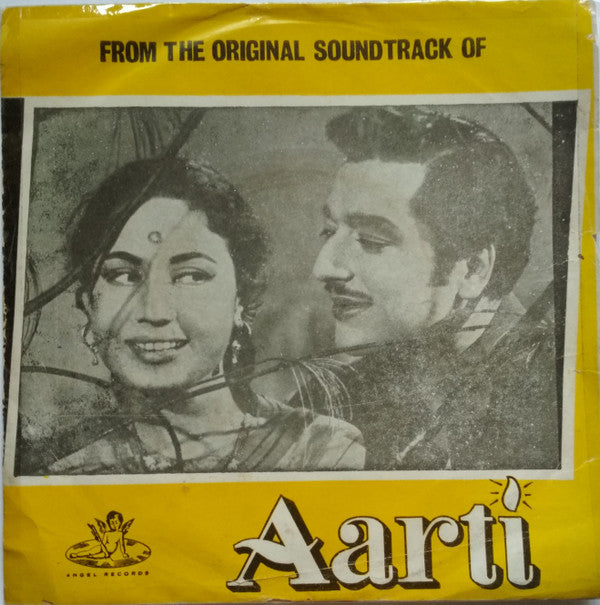 FROM THE ORIGINAL SOUNDTRACK OF
Aarti
ANGEL RECORDS